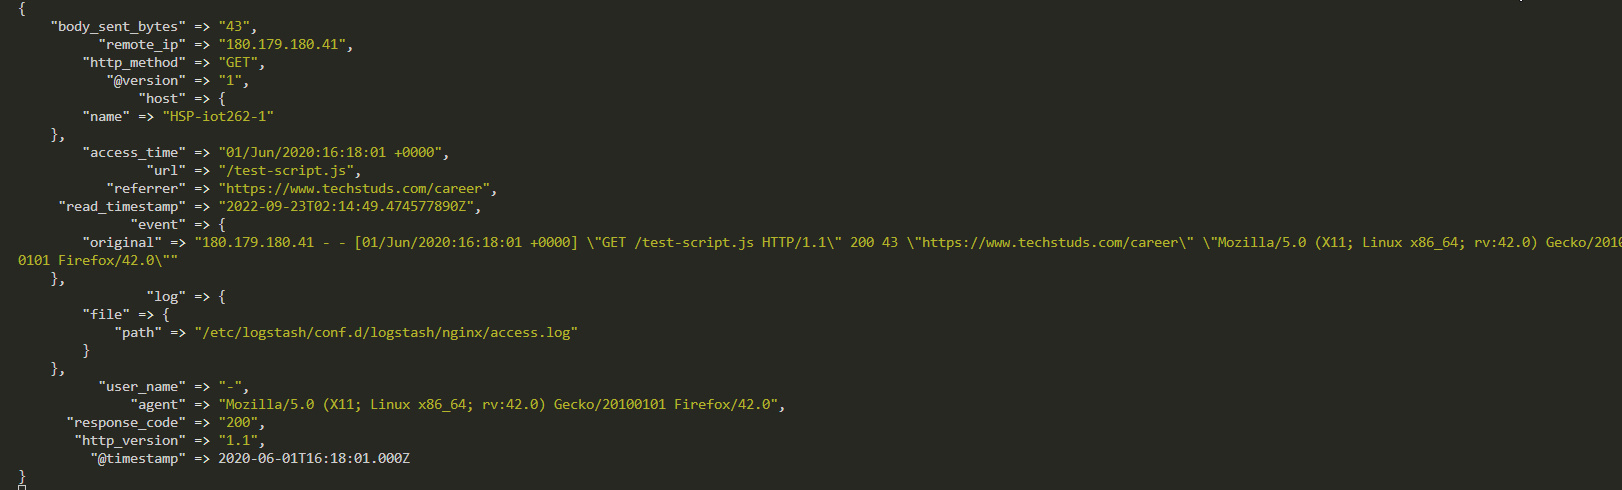 {
    "body_sent_bytes" => "43",
          "remote_ip" => "180.179.180.41",
        "http_method" => "GET",
           "@version" => "1",
               "host" => {
        "name" => "HSP-iot262-1"
    },
        "access_time" => "01/Jun/2020:16:18:01 +0000",
                "url" => "/test-script.js",
           "referrer" => "https://www.techstuds.com/career",
     "read_timestamp" => "2022-09-23T02:14:49.474577890Z",
              "event" => {
        "original" => "180.179.180.41 - - [01/Jun/2020:16:18:01 +0000] \"GET /test-script.js HTTP/1.1\" 200 43 \"https://www.techstuds.com/career\" \"Mozilla/5.0 (X11; Linux x86_64; rv:42.0) Gecko/2010
0101 Firefox/42.0\""
    },
                "log" => {
        "file" => {
            "path" => "/etc/logstash/conf.d/logstash/nginx/access.log"
        }
    },
          "user_name" => "-",
              "agent" => "Mozilla/5.0 (X11; Linux x86_64; rv:42.0) Gecko/20100101 Firefox/42.0",
      "response_code" => "200",
       "http_version" => "1.1",
         "@timestamp" => 2020-06-01T16:18:01.000Z
}